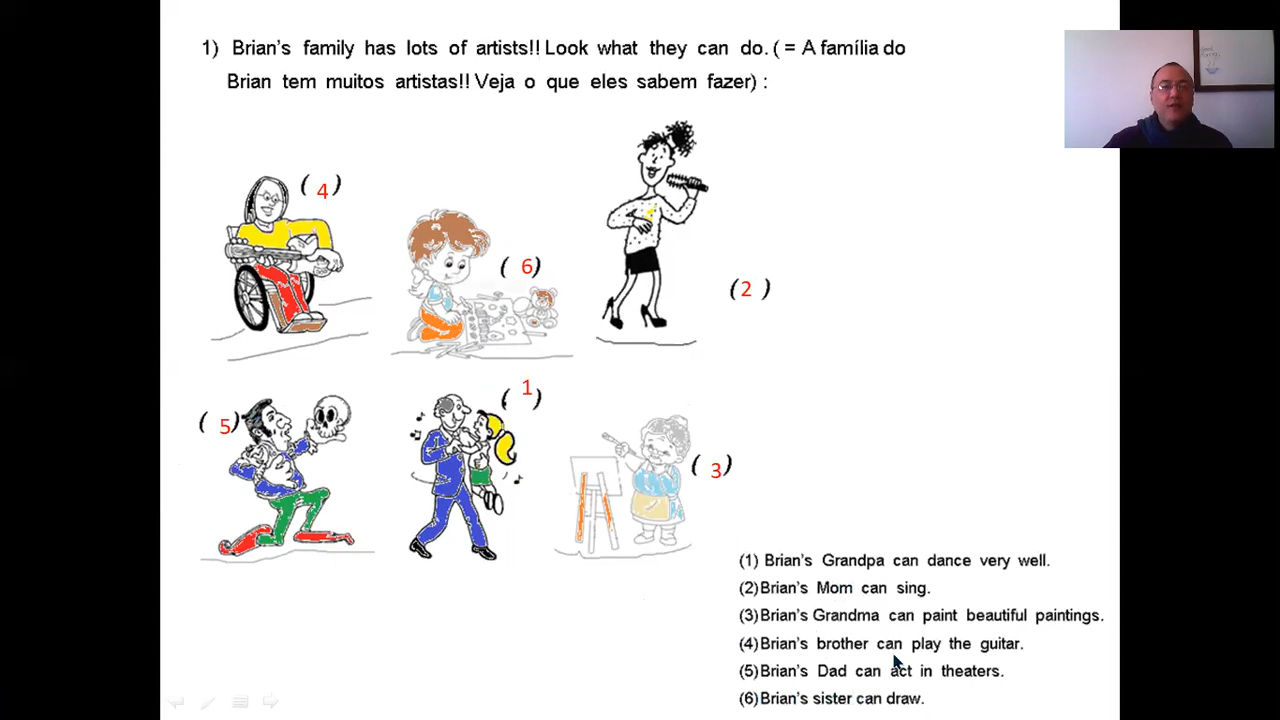 1) Brian's family has lots of artists!! Look what they can do. ( = A família do
Brian tem muitos artistas!! Veja o que eles sabem fazer) :
( 4 )
( 6 )
( 2 )
( 5 )
( 1 )
( 3 )
(1) Brian's Grandpa can dance very well.
(2)Brian's Mom can sing.
(3)Brian's Grandma can paint beautiful paintings.
(4)Brian's brother can play the guitar.
(5)Brian's Dad can act in theaters.
(6)Brian's sister can draw.